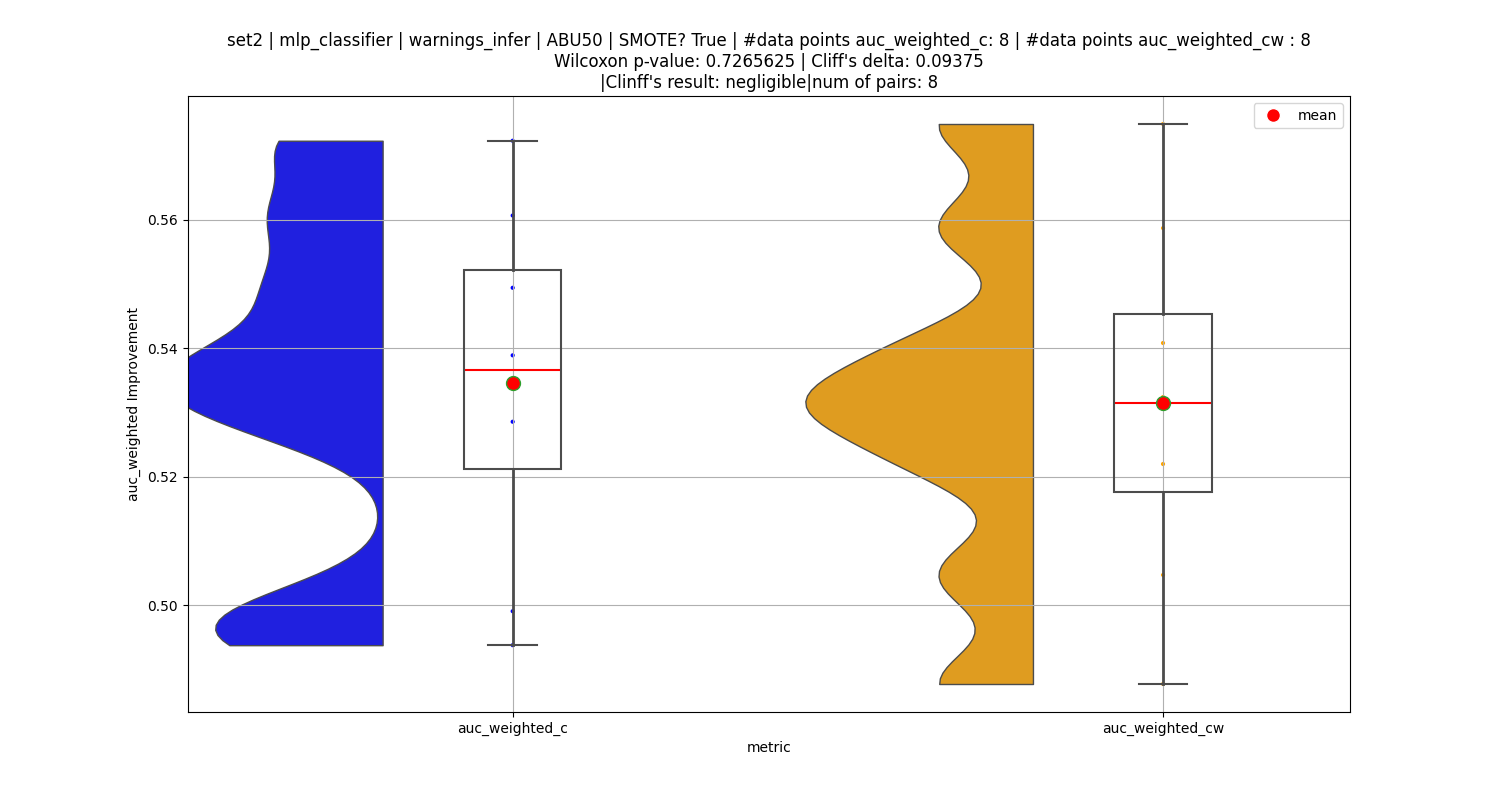 set2 | mlp_classifier | warnings_infer | ABU50 | SMOTE? True | #data points auc_weighted_c: 8 | #data points auc_weighted_cw : 8
Wilcoxon p-value: 0.7265625 | Cliff's delta: 0.09375
|Clinff's result: negligible|num of pairs: 8
mean
0.56
0.54
0.52
0.50
auc_weighted Improvement
auc_weighted_c
auc_weighted_cw
metric